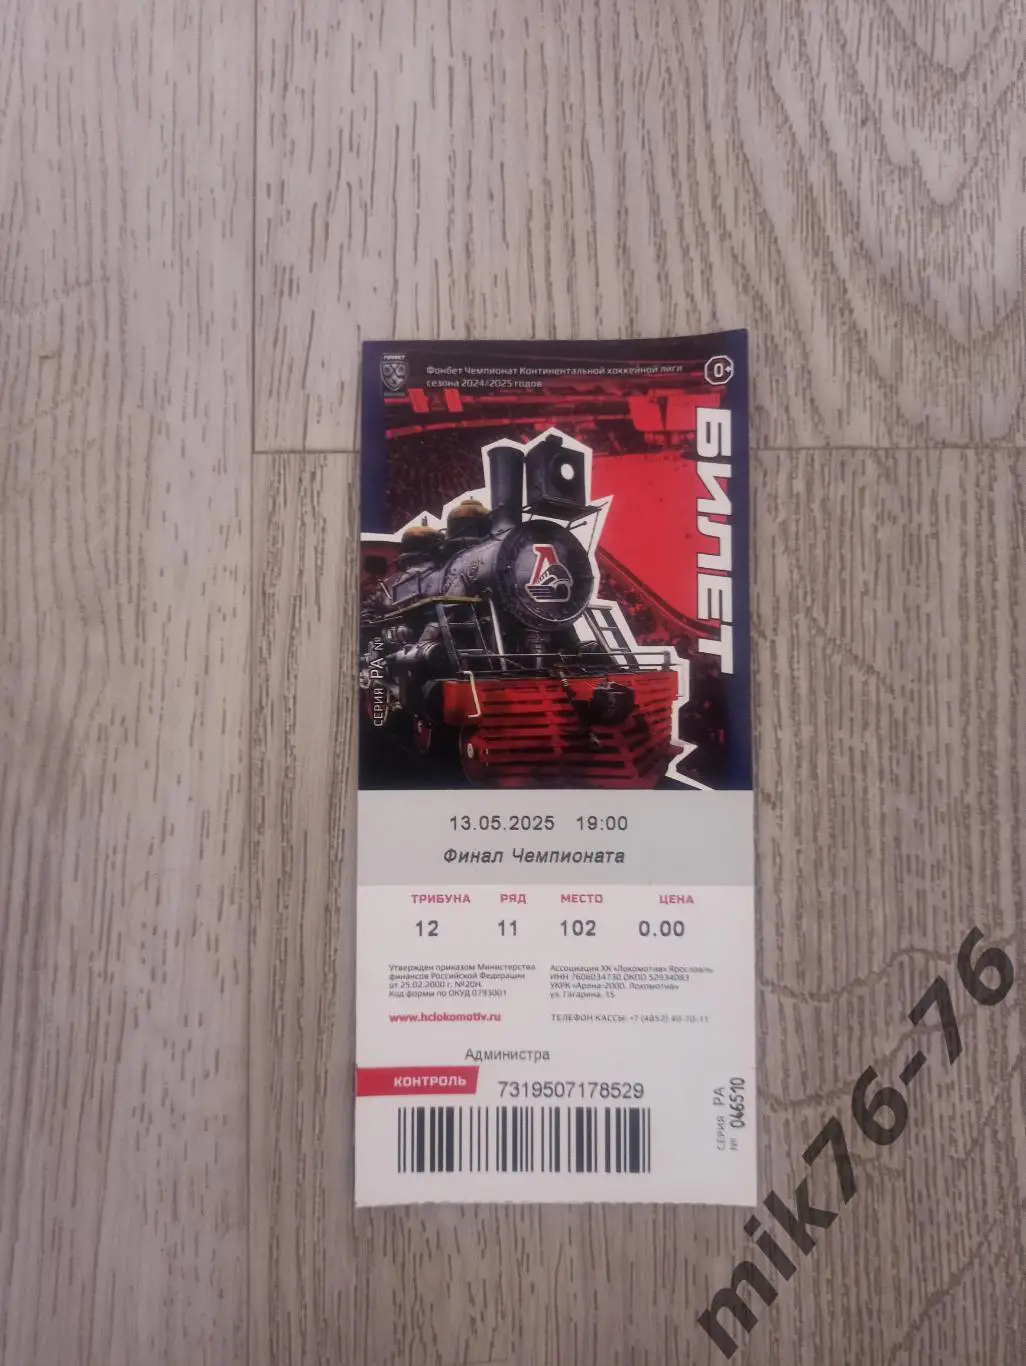 Фонбет Чемпионат Континентальной хоккейной лиги
сезона 2024/2025 годов
0+
БИЛЕТ
СЕРИЯ РА №
13.05.2025 19:00
Финал Чемпионата
ТРИБУНА РЯД МЕСТО ЦЕНА
12 11 102 0.00
Утвержден приказом Министерства
финансов Российской Федерации
от 25.02.2000 г. №20Н.
Код формы по ОКУД 0793001
www.hclokomotiv.ru
Ассоциация ХК «Локомотив» Ярославль
ИНН 7606034730 ОКПО 52934083
УКРК «Арена-2000. Локомотив»
ул. Гагарина, 15
ТЕЛЕФОН КАССЫ: +7 (4852) 40-70-11
Администра
КОНТРОЛЬ
7319507178529
СЕРИЯ РА
№ 046510
mik76-76